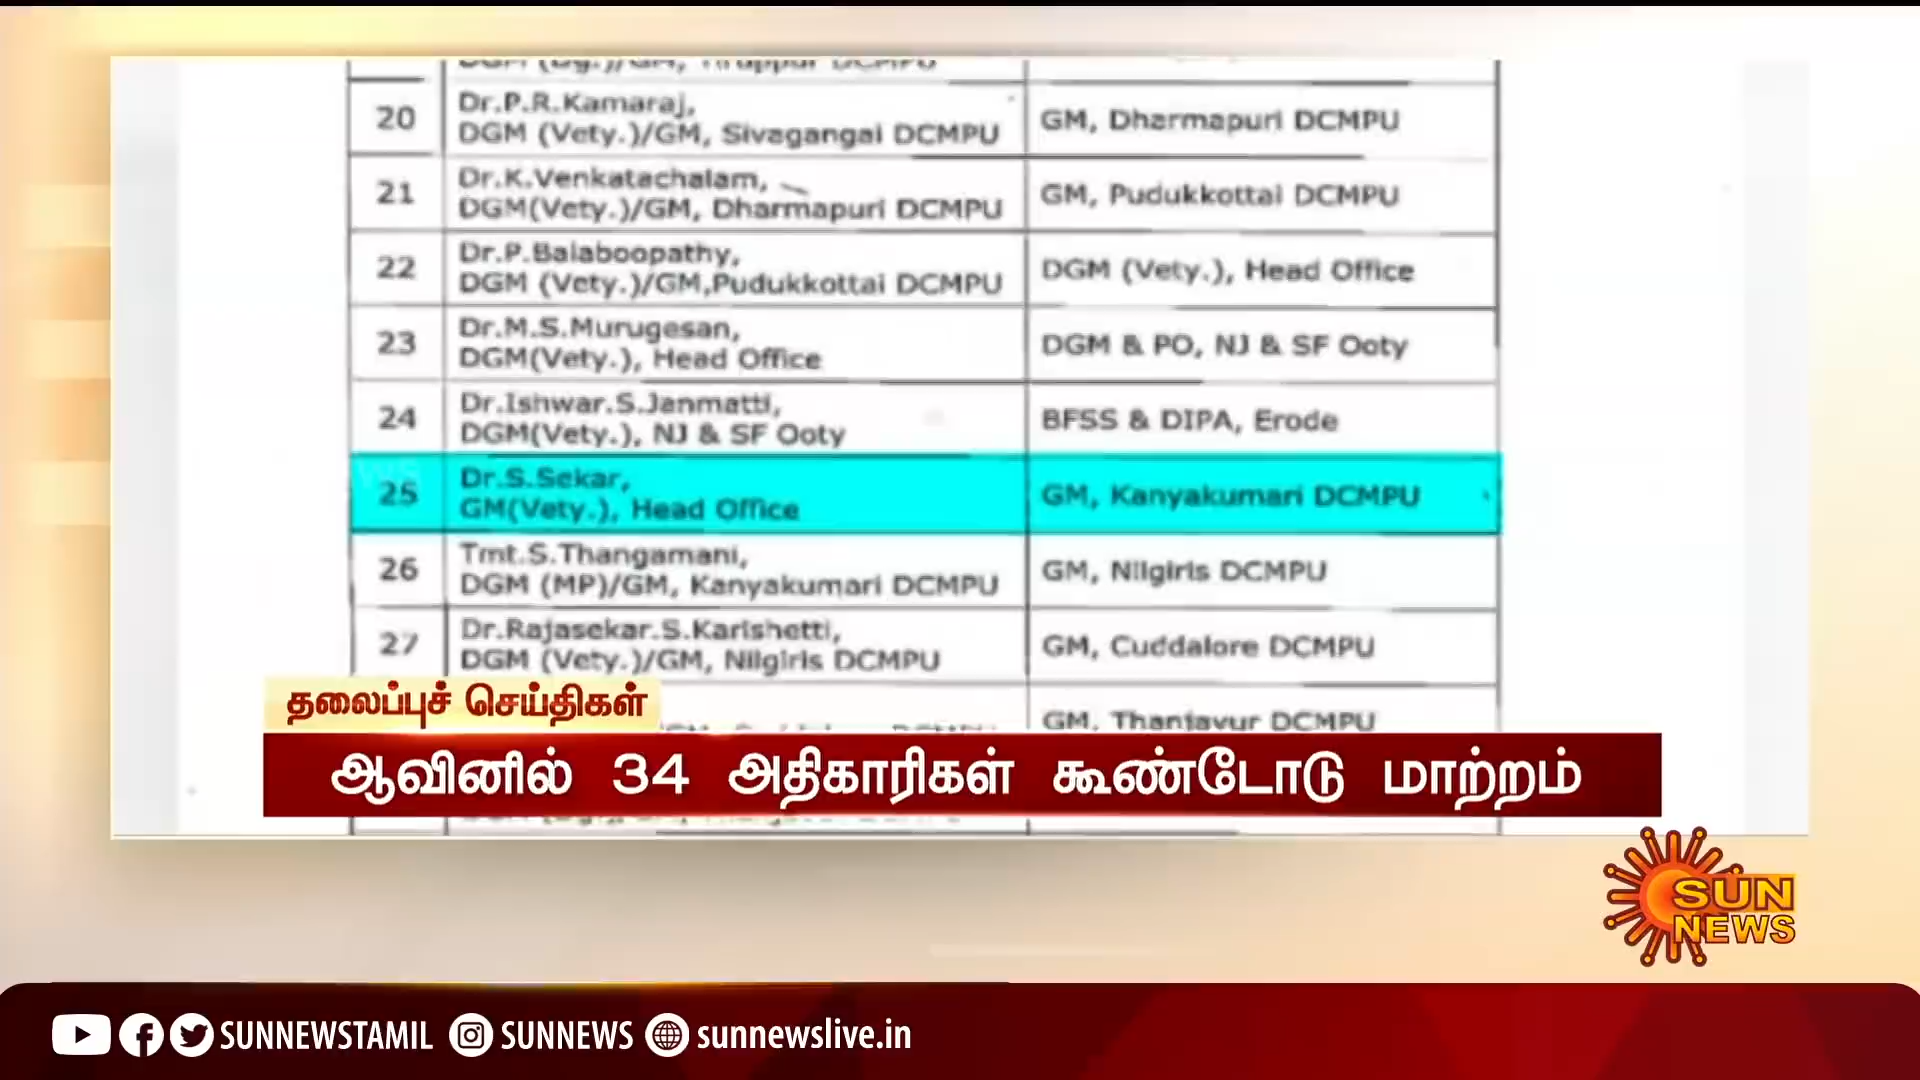 DGM (Dg.)/GM, Tiruppur DCMPU
20
Dr.P.R.Kamaraj,
DGM (Vety.)/GM, Sivagangai DCMPU
GM, Dharmapuri DCMPU
21
Dr.K.Venkatachalam,
DGM(Vety.)/GM, Dharmapuri DCMPU
GM, Pudukkottai DCMPU
22
Dr.P.Balaboopathy,
DGM (Vety.)/GM,Pudukkottai DCMPU
DGM (Vety.), Head Office
23
Dr.M.S.Murugesan,
DGM(Vety.), Head Office
DGM & PO, NJ & SF Ooty
24
Dr.Ishwar.S.Janmatti,
DGM(Vety.), NJ & SF Ooty
BFSS & DIPA, Erode
25
Dr.S.Sekar,
GM(Vety.), Head Office
GM, Kanyakumari DCMPU
26
Tmt.S.Thangamani,
DGM (MP)/GM, Kanyakumari DCMPU
GM, Nilgiris DCMPU
27
Dr.Rajasekar.S.Karishetti,
DGM (Vety.)/GM, Nilgiris DCMPU
GM, Cuddalore DCMPU
GM, Thanjavur DCMPU
தலைப்புச் செய்திகள்
ஆவினில் 34 அதிகாரிகள் கூண்டோடு மாற்றம்
SUN
NEWS
SUNNEWSTAMIL SUNNEWS sunnewslive.in